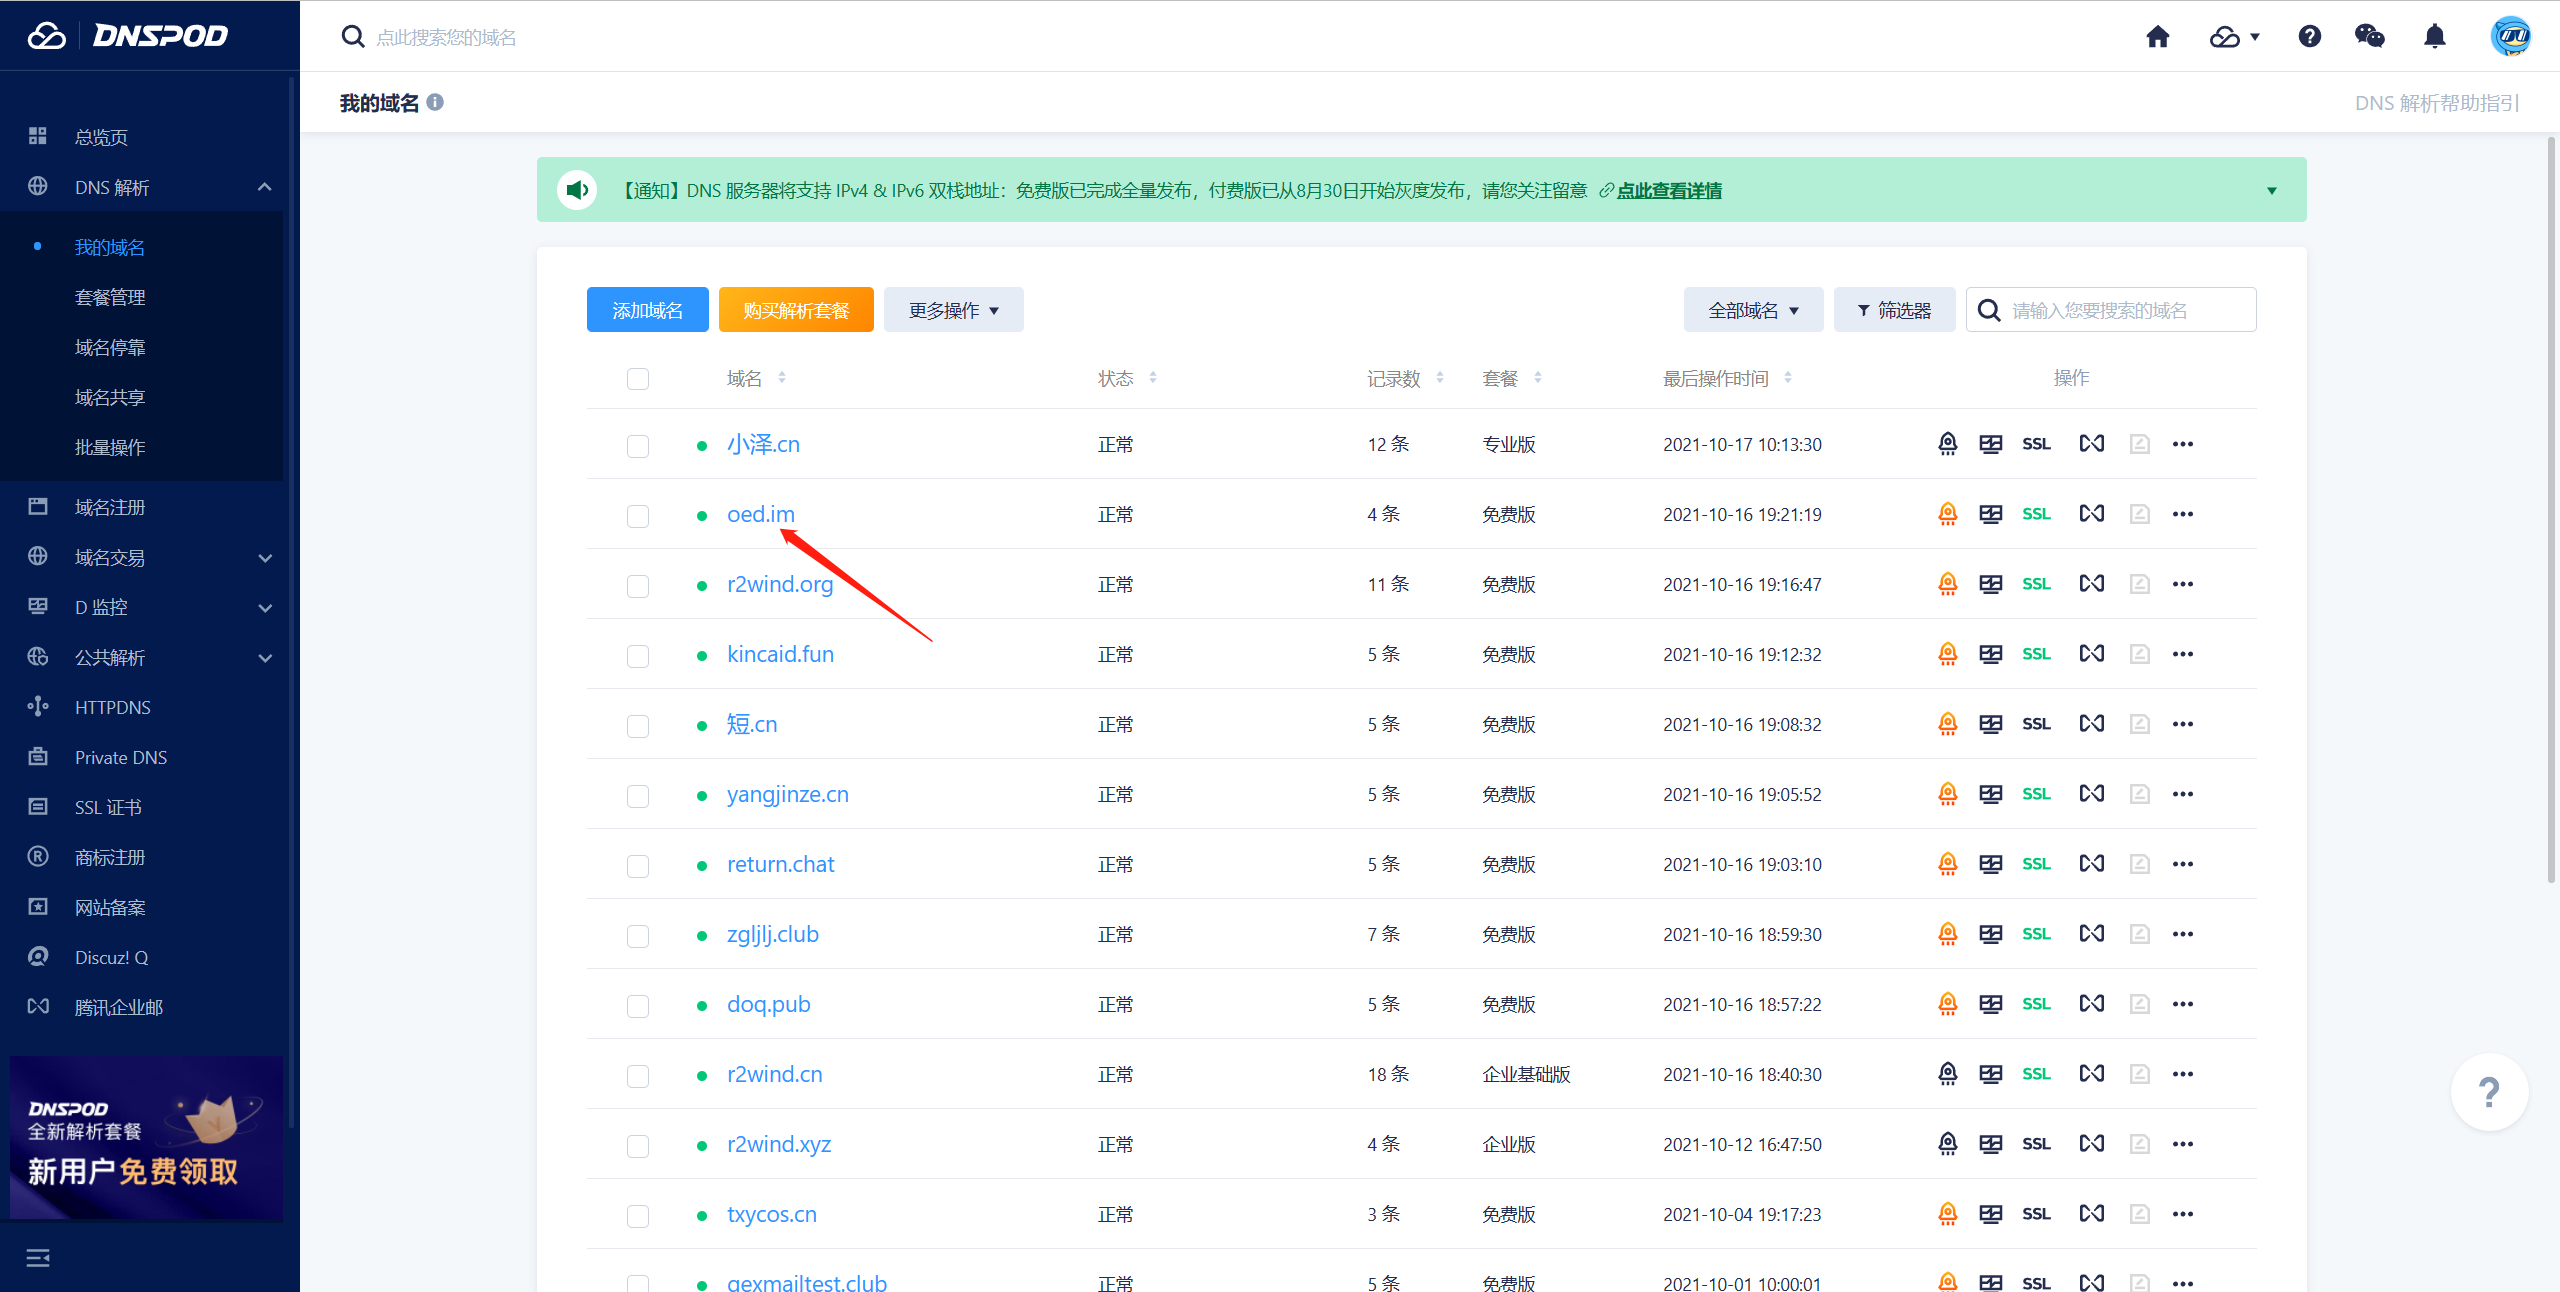 DNSPOD
点此搜索您的域名
我的域名
DNS 解析帮助指引
总览页
DNS 解析
我的域名
套餐管理
域名停靠
域名共享
批量操作
域名注册
域名交易
D 监控
公共解析
HTTPDNS
Private DNS
SSL 证书
商标注册
网站备案
Discuz! Q
腾讯企业邮
DNSPOD
全新解析套餐
新用户免费领取
【通知】DNS 服务器将支持 IPv4 & IPv6 双栈地址：免费版已完成全量发布，付费版已从8月30日开始灰度发布，请您关注留意 点此查看详情
添加域名 购买解析套餐 更多操作 全部域名 筛选器 请输入您要搜索的域名
域名 状态 记录数 套餐 最后操作时间 操作
小泽.cn 正常 12 条 专业版 2021-10-17 10:13:30 SSL
oed.im 正常 4 条 免费版 2021-10-16 19:21:19 SSL
r2wind.org 正常 11 条 免费版 2021-10-16 19:16:47 SSL
kincaid.fun 正常 5 条 免费版 2021-10-16 19:12:32 SSL
短.cn 正常 5 条 免费版 2021-10-16 19:08:32 SSL
yangjinze.cn 正常 5 条 免费版 2021-10-16 19:05:52 SSL
return.chat 正常 5 条 免费版 2021-10-16 19:03:10 SSL
zgljlj.club 正常 7 条 免费版 2021-10-16 18:59:30 SSL
doq.pub 正常 5 条 免费版 2021-10-16 18:57:22 SSL
r2wind.cn 正常 18 条 企业基础版 2021-10-16 18:40:30 SSL
r2wind.xyz 正常 4 条 企业版 2021-10-12 16:47:50 SSL
txycos.cn 正常 3 条 免费版 2021-10-04 19:17:23 SSL
qexmailtest.club 正常 5 条 免费版 2021-10-01 10:00:01 SSL